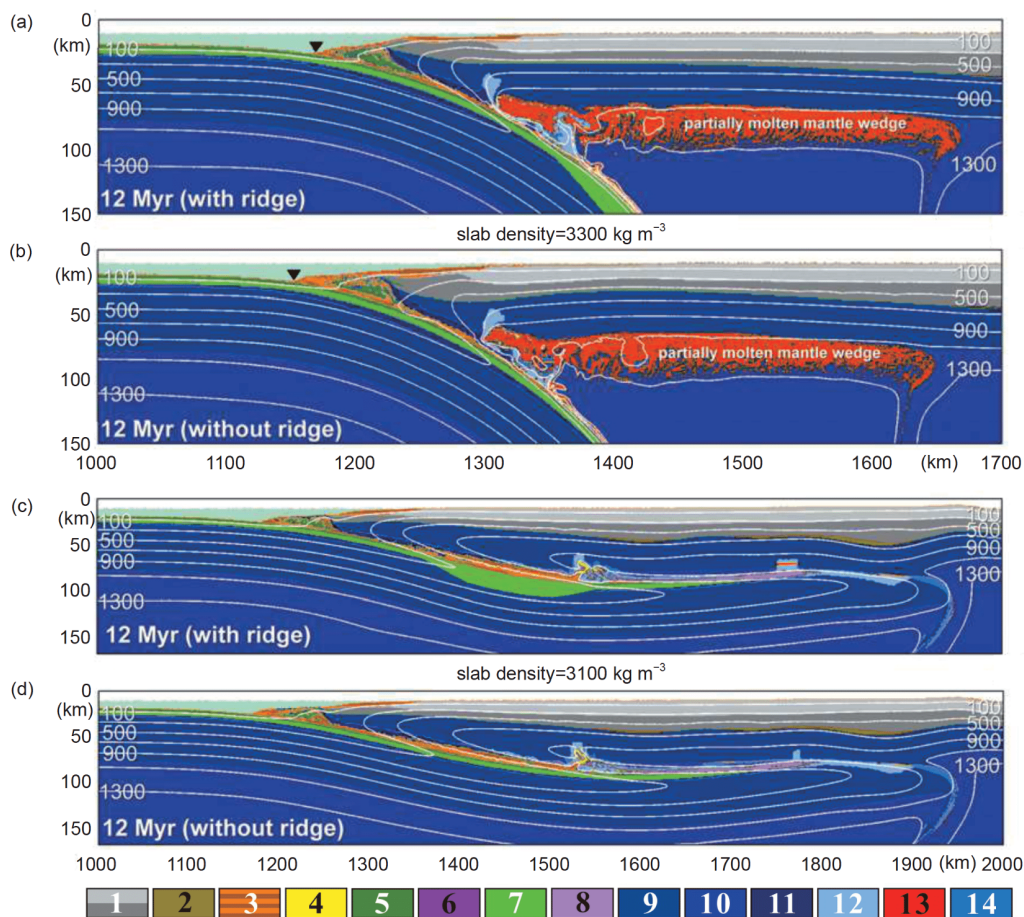 (a)
0
(km)
50
100
150
100
500
900
1300
100
500
900
1300
partially molten mantle wedge
12 Myr (with ridge)
slab density=3300 kg m⁻³
(b)
0
(km)
50
100
150
100
500
900
1300
100
500
900
1300
partially molten mantle wedge
12 Myr (without ridge)
1000 1100 1200 1300 1400 1500 1600 (km) 1700
(c)
0
(km)
50
100
150
100
500
900
1300
100
500
900
1300
12 Myr (with ridge)
slab density=3100 kg m⁻³
(d)
0
(km)
50
100
150
100
500
900
1300
100
500
900
1300
12 Myr (without ridge)
1000 1100 1200 1300 1400 1500 1600 1700 1800 1900 (km) 2000
1 2 3 4 5 6 7 8 9 10 11 12 13 14